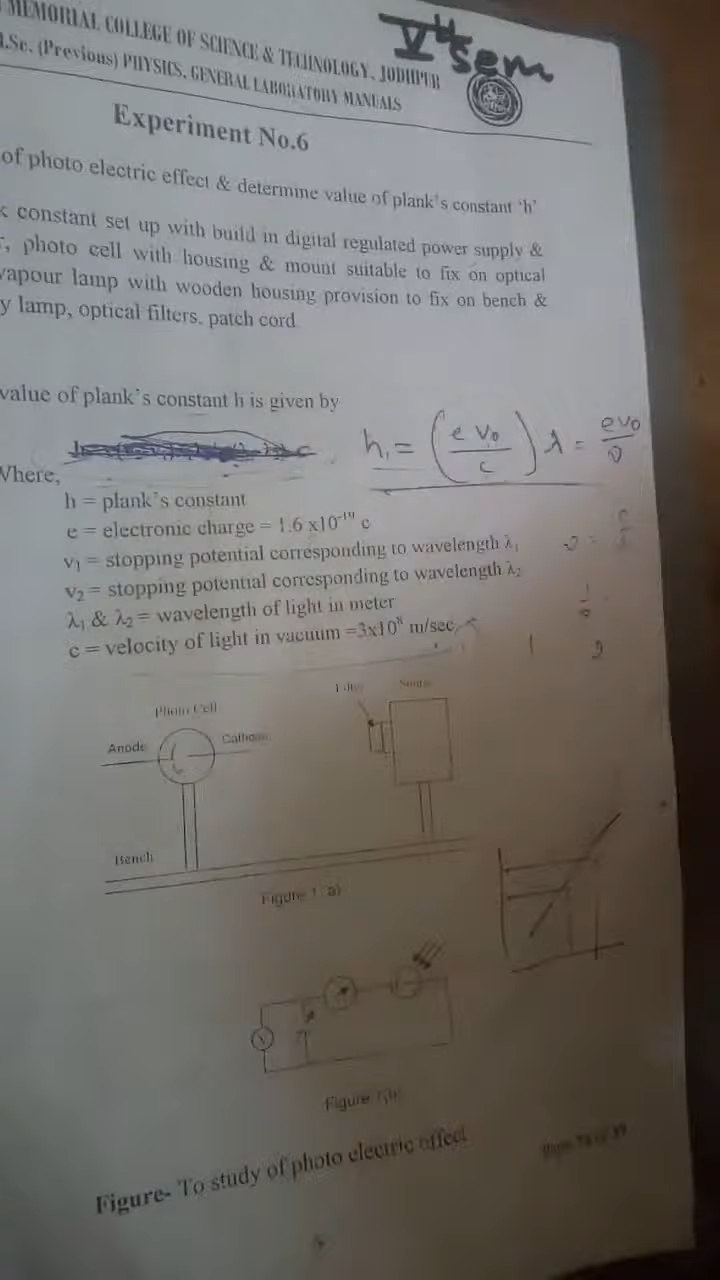 MEMORIAL COLLEGE OF SCIENCE & TECHNOLOGY, JODHPUR
M.Sc. (Previous) PHYSICS, GENERAL LABORATORY MANUALS
Vth sem
Experiment No.6
of photo electric effect & determine value of plank's constant 'h'
constant set up with build in digital regulated power supply &
, photo cell with housing & mount suitable to fix on optical
vapour lamp with wooden housing provision to fix on bench &
y lamp, optical filters, patch cord
value of plank's constant h is given by
h, = (e v₀ / c) λ = e v₀ / υ
Where,
h = plank's constant
e = electronic charge = 1.6 x10⁻¹⁹ c
v₁ = stopping potential corresponding to wavelength λ₁
v₂ = stopping potential corresponding to wavelength λ₂
λ₁ & λ₂ = wavelength of light in meter
c = velocity of light in vacuum =3x10⁸ m/sec
Photo Cell
Anode
Cathode
Filter
Bench
Figure 1
V
Figure
Figure- To study of photo electric effect